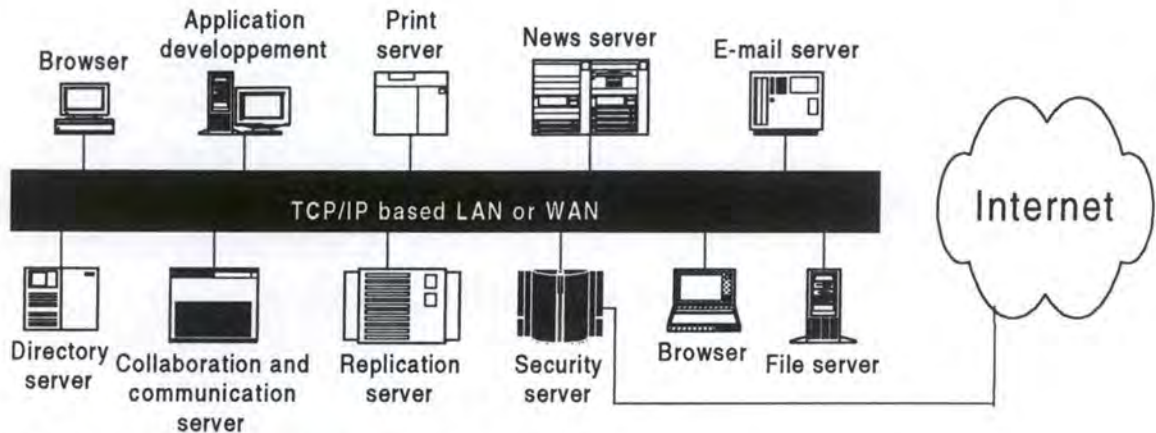 Browser
Application
developpement
Print
server
News server
E-mail server
TCP/IP based LAN or WAN
Internet
Directory
server
Collaboration and
communication
server
Replication
server
Security
server
Browser
File server